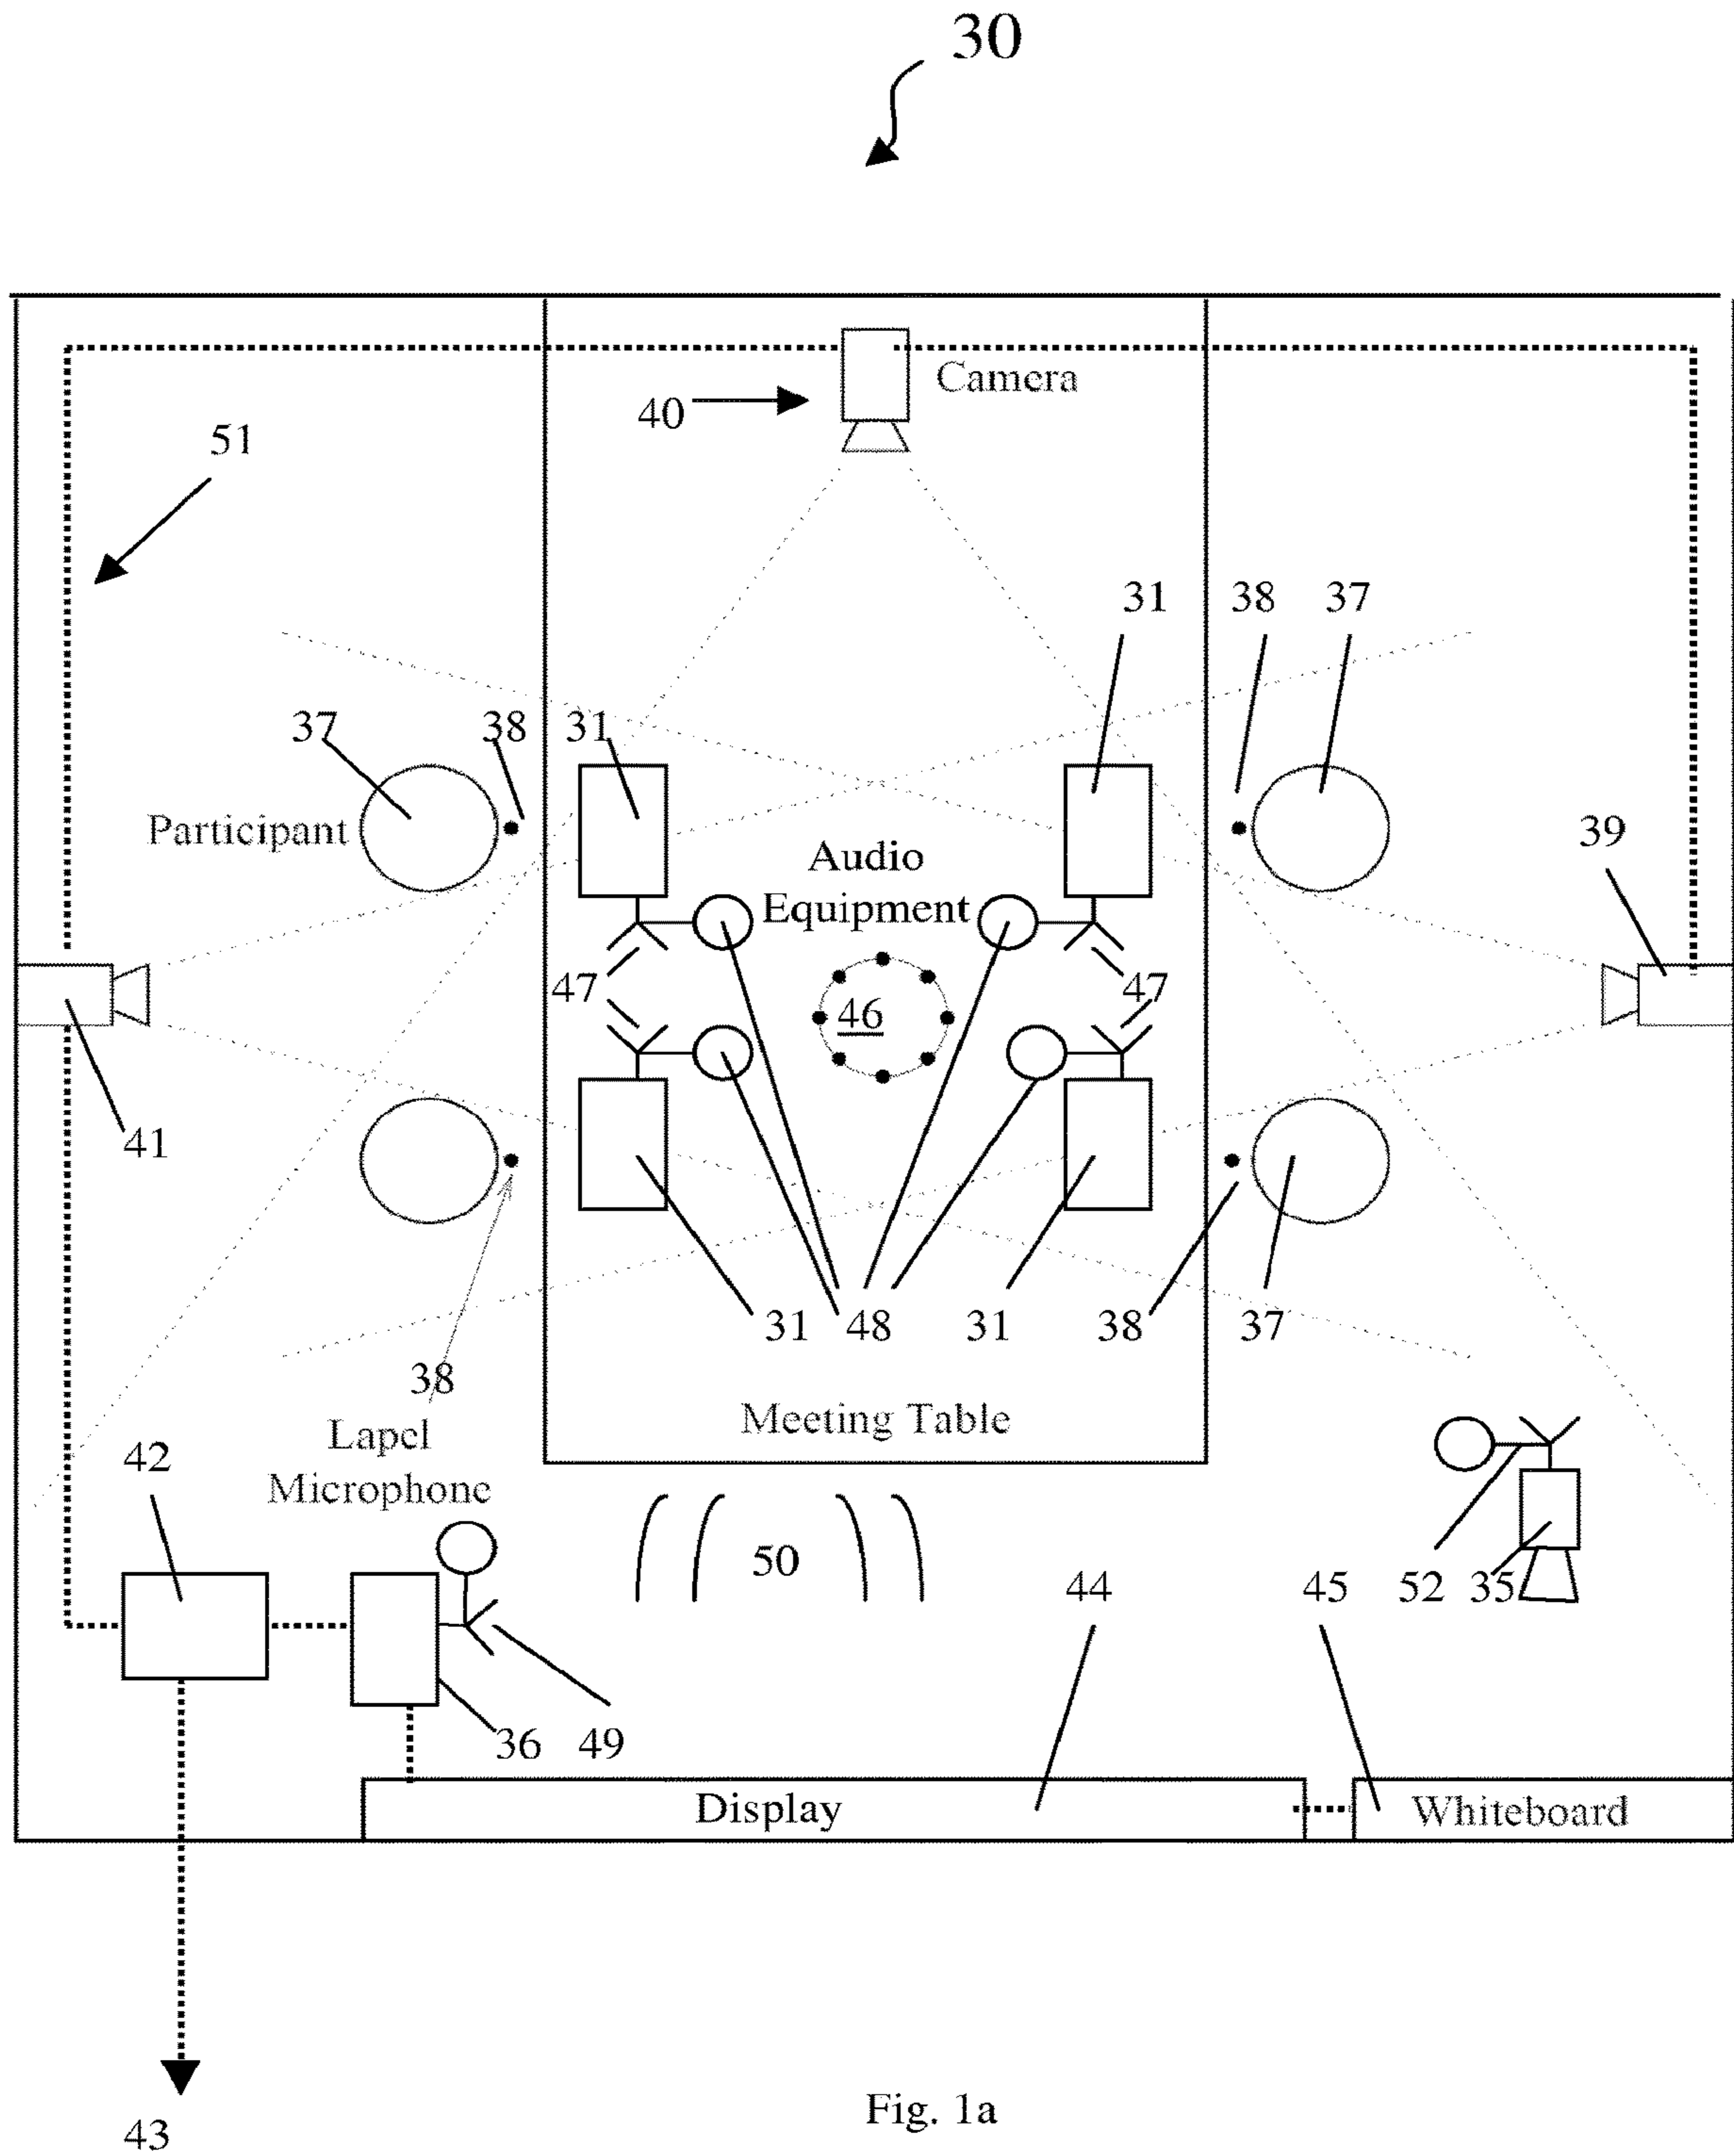 30
Camera
40
51
31 38 37
37 38 31
Participant
39
Audio
Equipment
47 47
46
41
31 48 31 38 37
38
Meeting Table
Lapel
Microphone
42
50
44 45 52 35
36 49
Display
Whiteboard
43
Fig. 1a